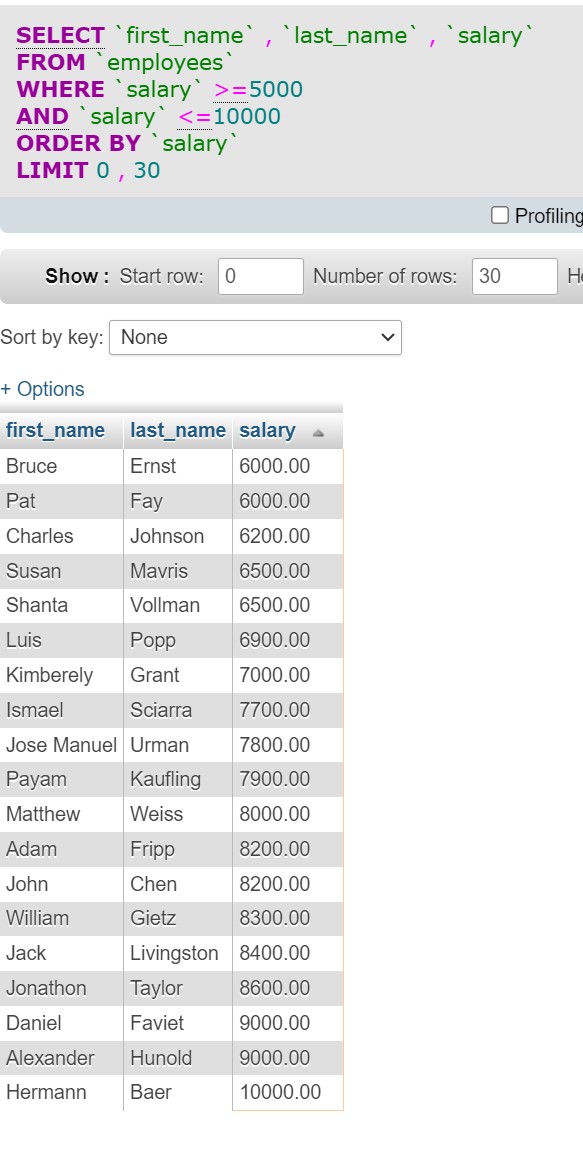 SELECT `first_name` , `last_name` , `salary`
FROM `employees`
WHERE `salary` >=5000
AND `salary` <=10000
ORDER BY `salary`
LIMIT 0 , 30
Profiling
Show : Start row: 0 Number of rows: 30 He
Sort by key: None
+ Options
first_name last_name salary
Bruce Ernst 6000.00
Pat Fay 6000.00
Charles Johnson 6200.00
Susan Mavris 6500.00
Shanta Vollman 6500.00
Luis Popp 6900.00
Kimberely Grant 7000.00
Ismael Sciarra 7700.00
Jose Manuel Urman 7800.00
Payam Kaufling 7900.00
Matthew Weiss 8000.00
Adam Fripp 8200.00
John Chen 8200.00
William Gietz 8300.00
Jack Livingston 8400.00
Jonathon Taylor 8600.00
Daniel Faviet 9000.00
Alexander Hunold 9000.00
Hermann Baer 10000.00